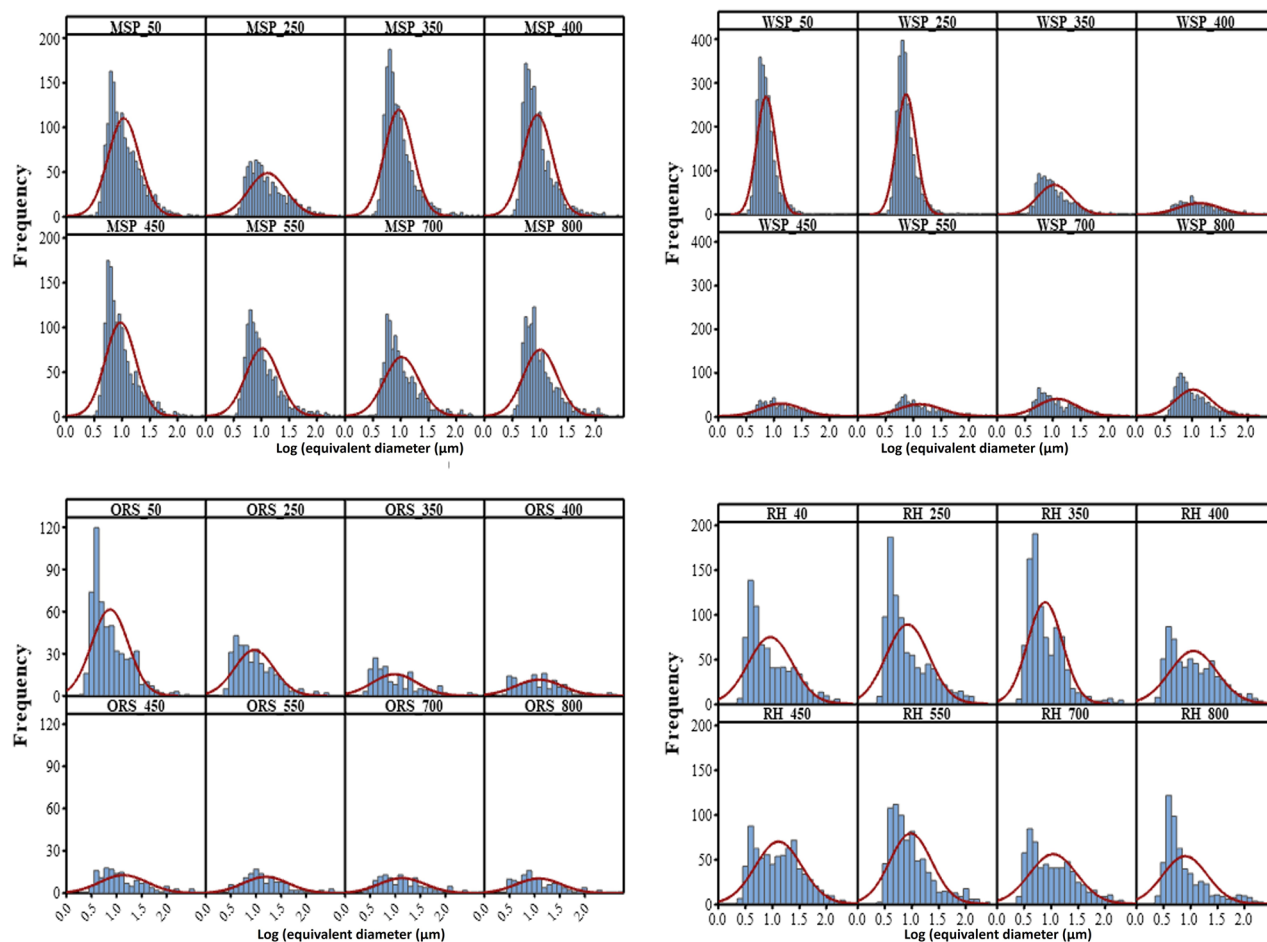 MSP_50 MSP_250 MSP_350 MSP_400
200
150
100
50
0
MSP_450 MSP_550 MSP_700 MSP_800
200
150
100
50
0
Frequency
0.0 0.5 1.0 1.5 2.0 0.0 0.5 1.0 1.5 2.0 0.0 0.5 1.0 1.5 2.0 0.0 0.5 1.0 1.5 2.0
Log (equivalent diameter (µm)
WSP_50 WSP_250 WSP_350 WSP_400
400
300
200
100
0
WSP_450 WSP_550 WSP_700 WSP_800
400
300
200
100
0
Frequency
0.0 0.5 1.0 1.5 2.0 0.0 0.5 1.0 1.5 2.0 0.0 0.5 1.0 1.5 2.0 0.0 0.5 1.0 1.5 2.0
Log (equivalent diameter (µm)
ORS_50 ORS_250 ORS_350 ORS_400
120
90
60
30
0
ORS_450 ORS_550 ORS_700 ORS_800
120
90
60
30
0
Frequency
0.0 0.5 1.0 1.5 2.0 0.0 0.5 1.0 1.5 2.0 0.0 0.5 1.0 1.5 2.0 0.0 0.5 1.0 1.5 2.0
Log (equivalent diameter (µm)
RH_40 RH_250 RH_350 RH_400
200
150
100
50
0
RH_450 RH_550 RH_700 RH_800
200
150
100
50
0
Frequency
0.0 0.5 1.0 1.5 2.0 0.0 0.5 1.0 1.5 2.0 0.0 0.5 1.0 1.5 2.0 0.0 0.5 1.0 1.5 2.0
Log (equivalent diameter (µm)